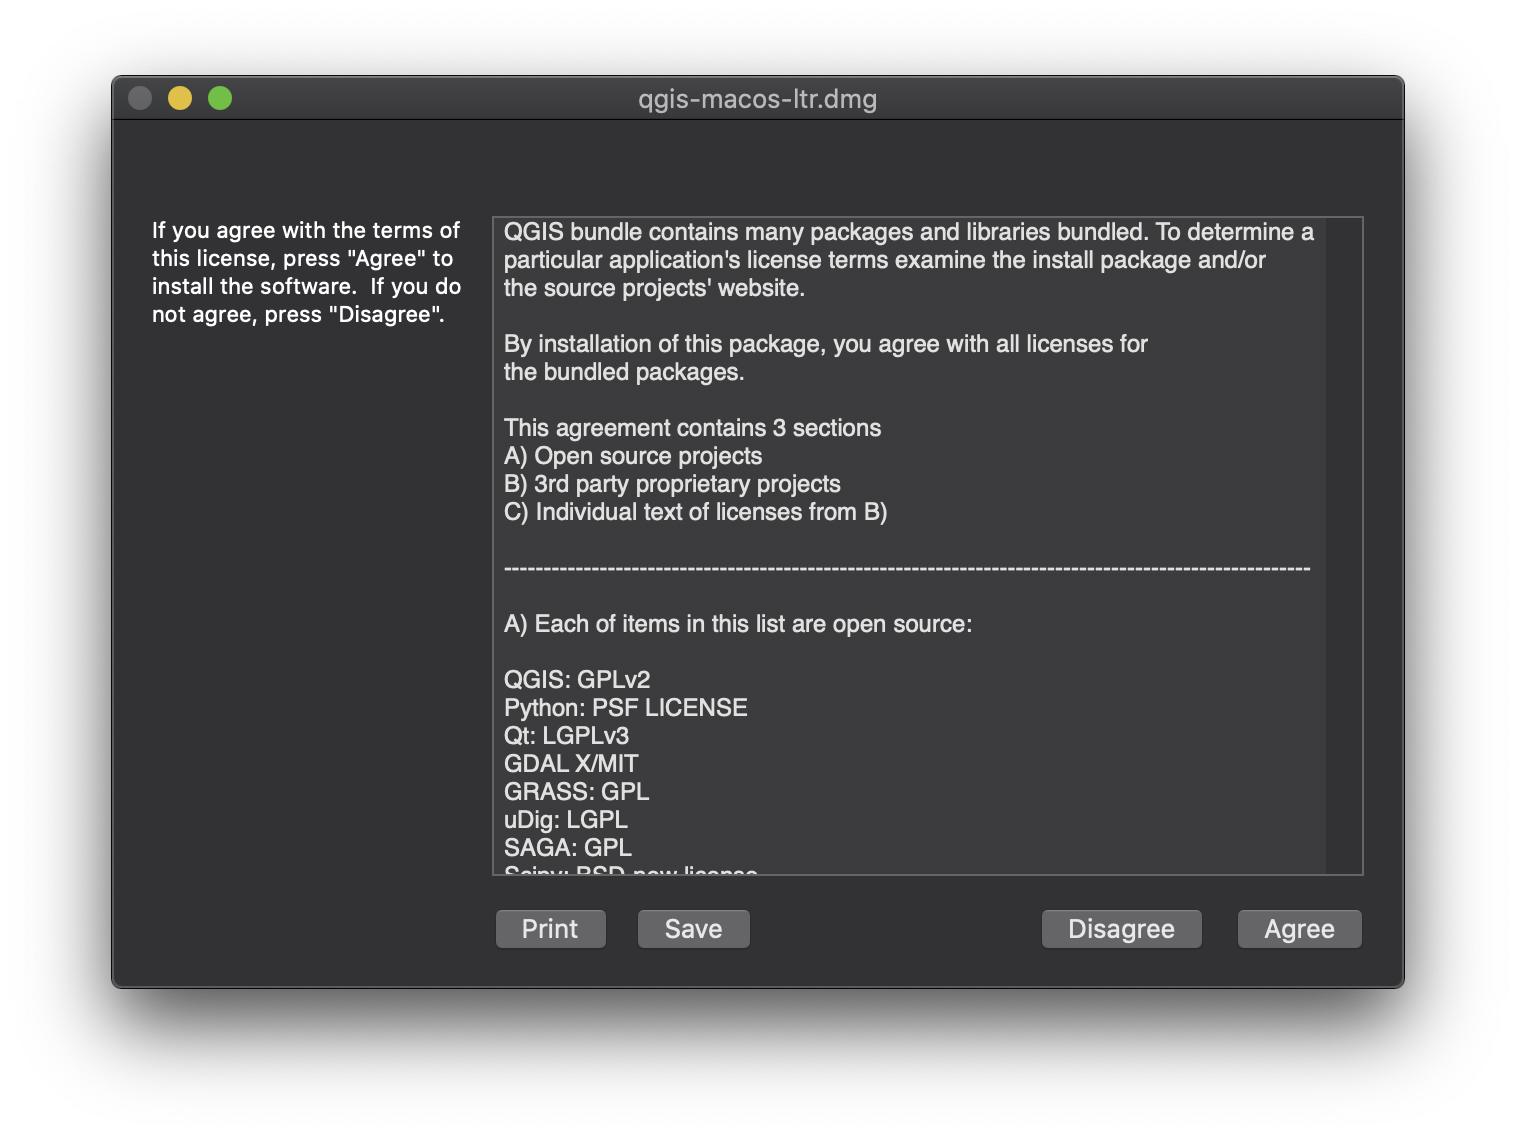 qgis-macos-ltr.dmg
If you agree with the terms of
this license, press "Agree" to
install the software.  If you do
not agree, press "Disagree".
QGIS bundle contains many packages and libraries bundled. To determine a
particular application's license terms examine the install package and/or
the source projects' website.
By installation of this package, you agree with all licenses for
the bundled packages.
This agreement contains 3 sections
A) Open source projects
B) 3rd party proprietary projects
C) Individual text of licenses from B)
----------------------------------------------------------------------------------------------------
A) Each of items in this list are open source:
QGIS: GPLv2
Python: PSF LICENSE
Qt: LGPLv3
GDAL X/MIT
GRASS: GPL
uDig: LGPL
SAGA: GPL
Scipy: BSD-new license
Print
Save
Disagree
Agree